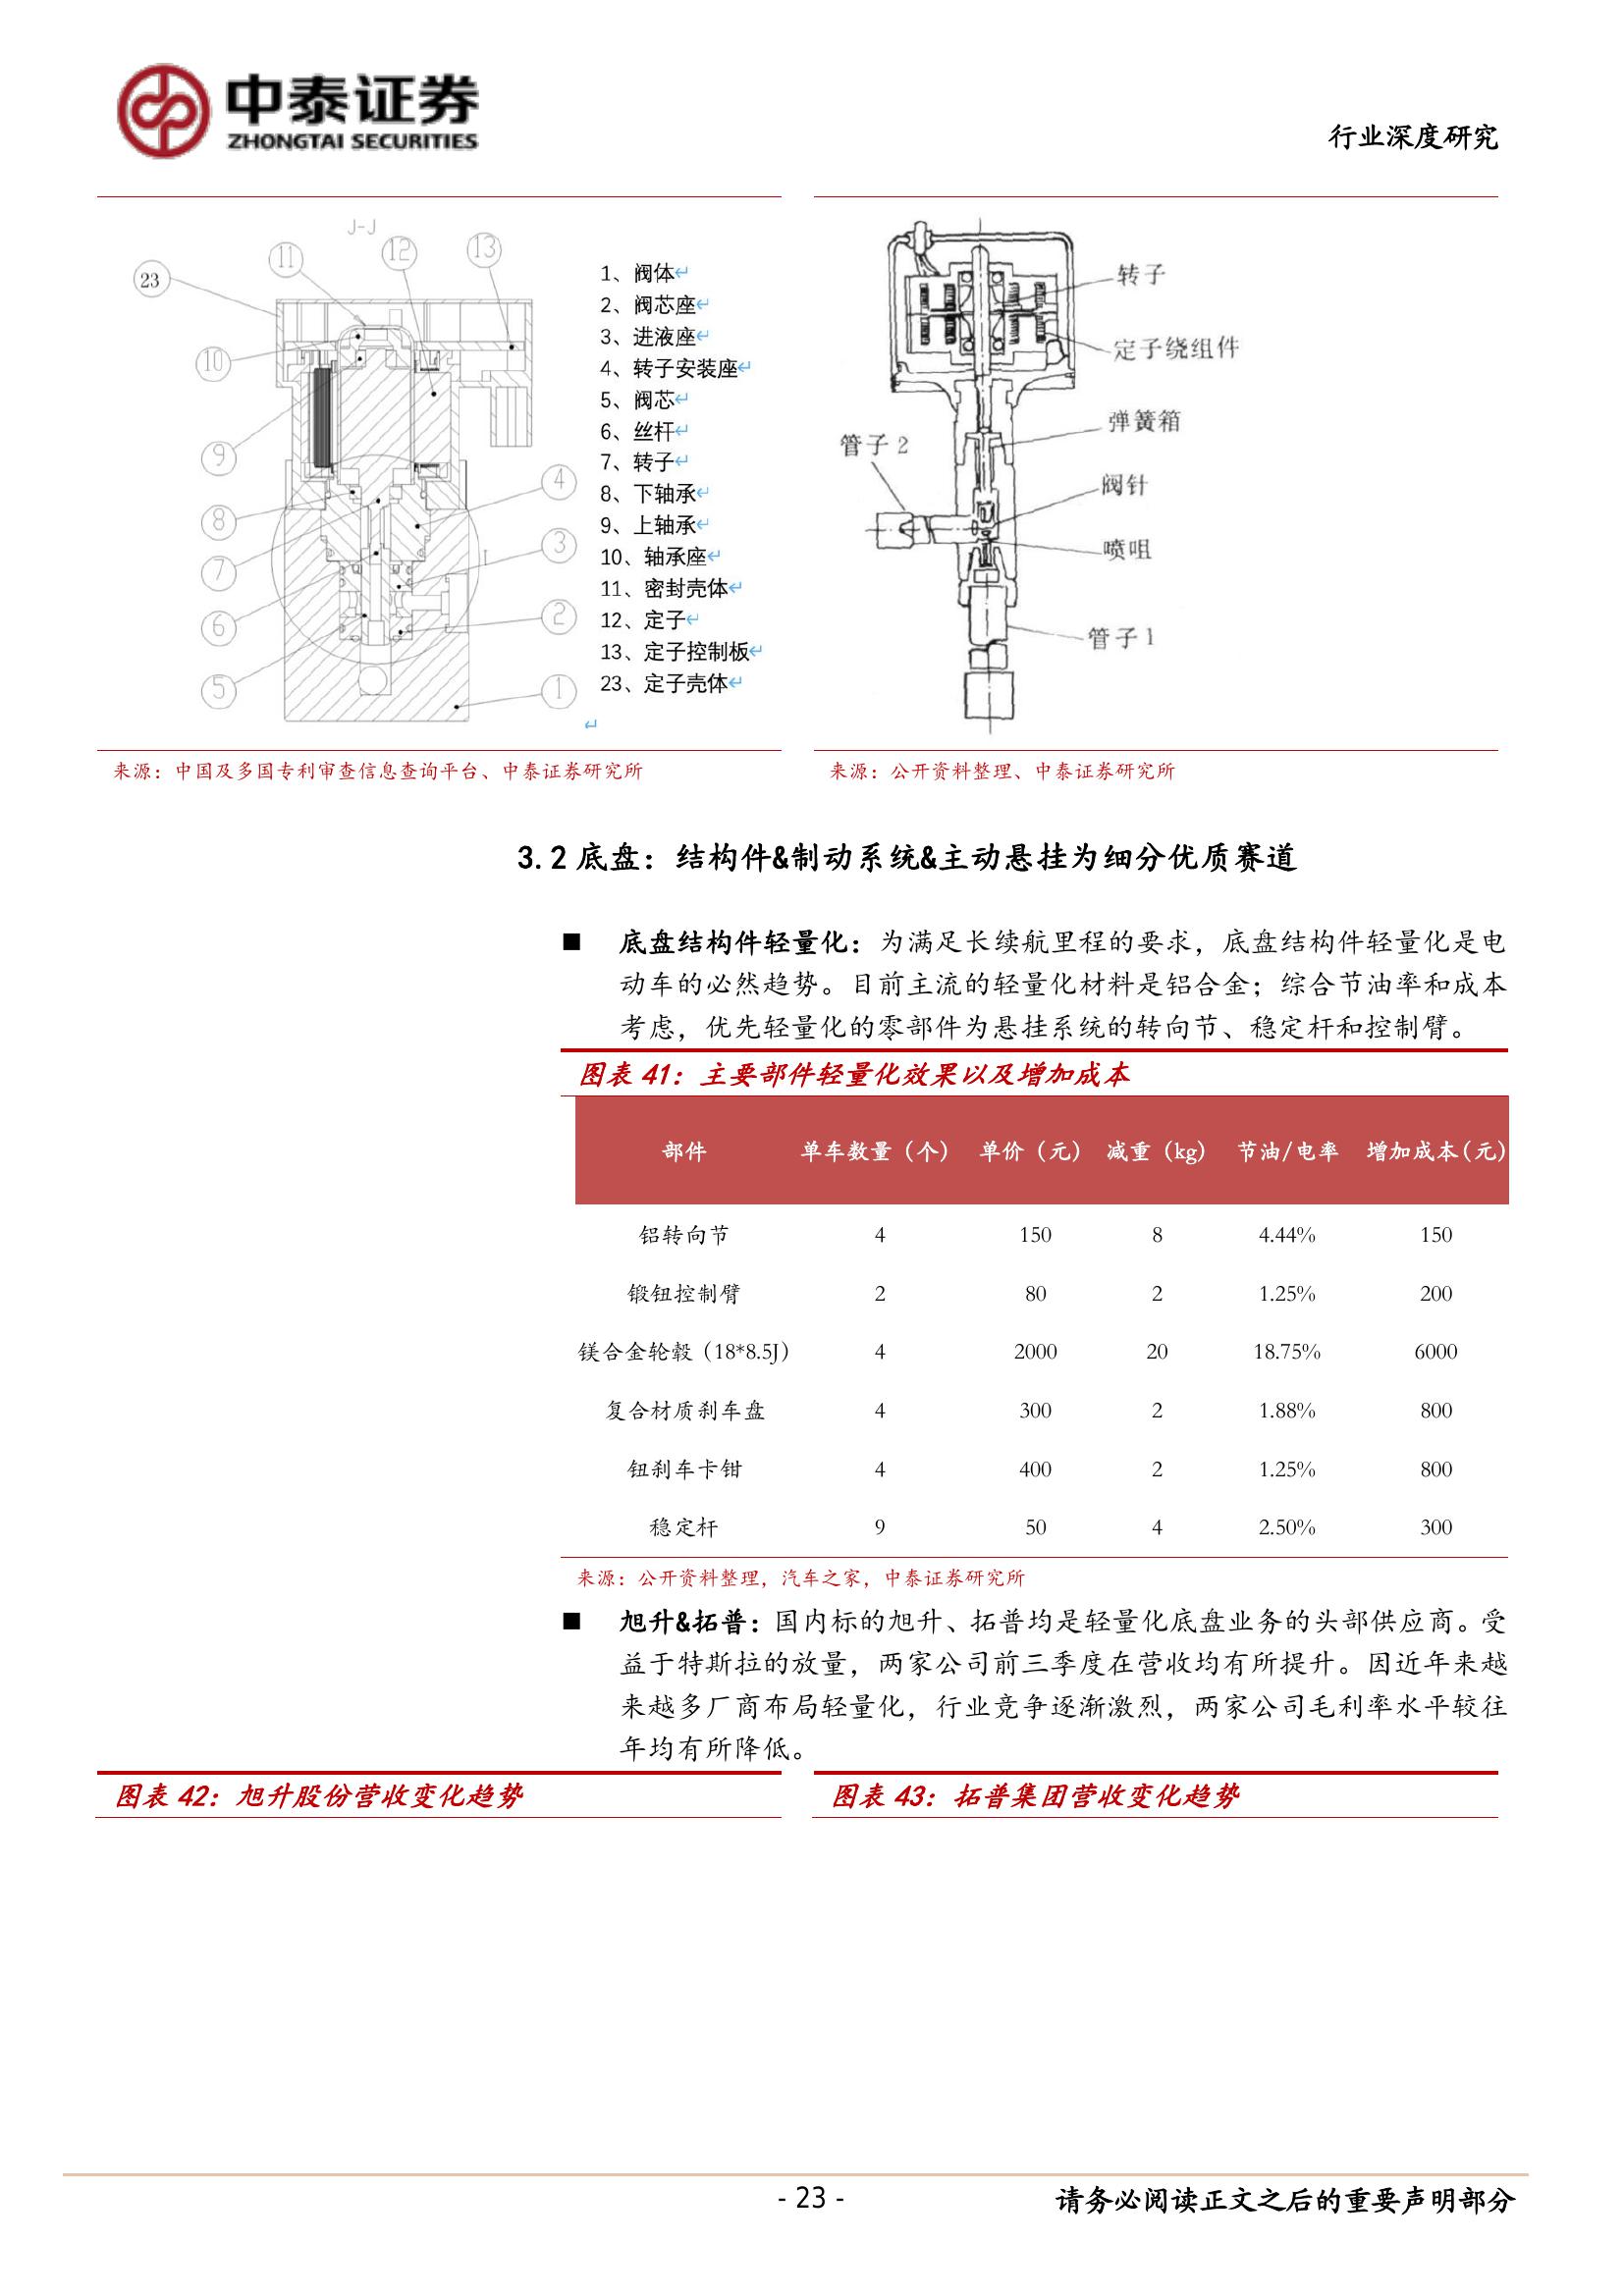 中泰证券
ZHONGTAI SECURITIES
行业深度研究
J-J
11
12
13
23
10
9
8
7
6
5
4
3
2
1
I
1、阀体↵
2、阀芯座↵
3、进液座↵
4、转子安装座↵
5、阀芯↵
6、丝杆↵
7、转子↵
8、下轴承↵
9、上轴承↵
10、轴承座↵
11、密封壳体↵
12、定子↵
13、定子控制板↵
23、定子壳体↵
↵
转子
定子绕组件
弹簧箱
管子2
阀针
喷咀
管子1
来源：中国及多国专利审查信息查询平台、中泰证券研究所
来源：公开资料整理、中泰证券研究所
3.2 底盘：结构件&制动系统&主动悬挂为细分优质赛道
■ 底盘结构件轻量化：为满足长续航里程的要求，底盘结构件轻量化是电
动车的必然趋势。目前主流的轻量化材料是铝合金；综合节油率和成本
考虑，优先轻量化的零部件为悬挂系统的转向节、稳定杆和控制臂。
图表 41：主要部件轻量化效果以及增加成本
部件 单车数量（个） 单价（元） 减重（kg） 节油/电率 增加成本（元）
铝转向节 4 150 8 4.44% 150
锻钮控制臂 2 80 2 1.25% 200
镁合金轮毂（18*8.5J） 4 2000 20 18.75% 6000
复合材质刹车盘 4 300 2 1.88% 800
钮刹车卡钳 4 400 2 1.25% 800
稳定杆 9 50 4 2.50% 300
来源：公开资料整理，汽车之家，中泰证券研究所
■ 旭升&拓普：国内标的旭升、拓普均是轻量化底盘业务的头部供应商。受
益于特斯拉的放量，两家公司前三季度在营收均有所提升。因近年来越
来越多厂商布局轻量化，行业竞争逐渐激烈，两家公司毛利率水平较往
年均有所降低。
图表 42：旭升股份营收变化趋势
图表 43：拓普集团营收变化趋势
- 23 -
请务必阅读正文之后的重要声明部分